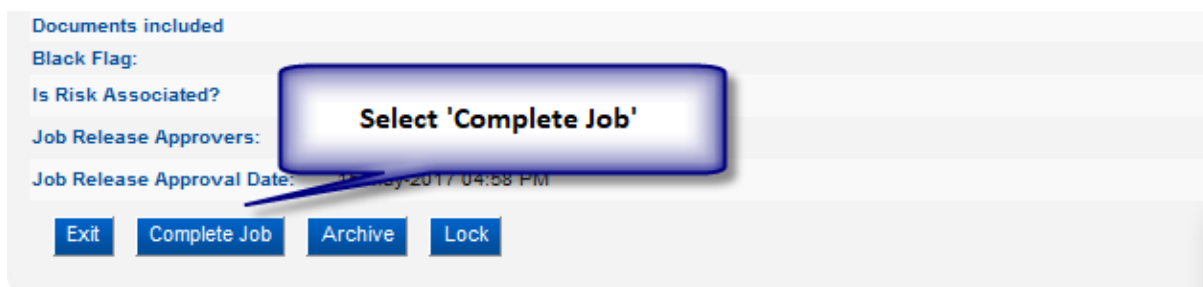 Documents included
Black Flag:
Is Risk Associated?
Select 'Complete Job'
Job Release Approvers:
Job Release Approval Date: 04:58 PM
Exit Complete Job Archive Lock